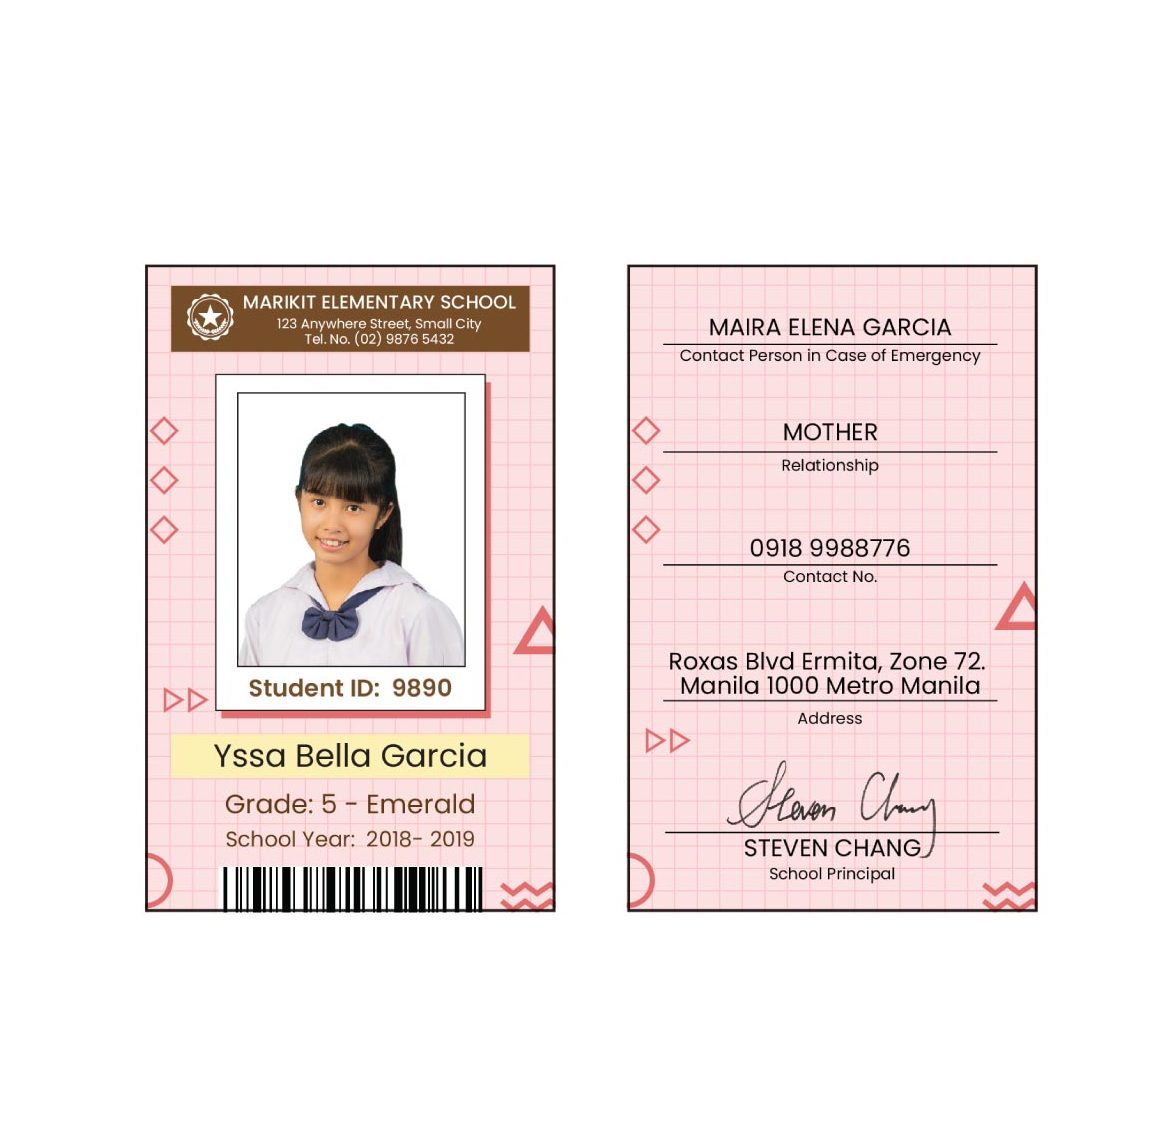 MARIKIT ELEMENTARY SCHOOL
123 Anywhere Street, Small City
Tel. No. (02) 9876 5432
Student ID: 9890
Yssa Bella Garcia
Grade: 5 - Emerald
School Year: 2018- 2019
MAIRA ELENA GARCIA
Contact Person in Case of Emergency
MOTHER
Relationship
0918 9988776
Contact No.
Roxas Blvd Ermita, Zone 72.
Manila 1000 Metro Manila
Address
Steven Chang
STEVEN CHANG
School Principal